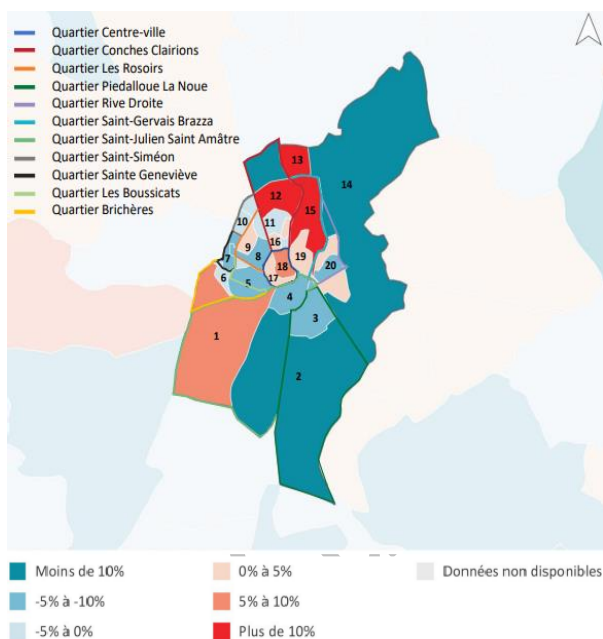 Quartier Centre-ville
Quartier Conches Clairions
Quartier Les Rosoirs
Quartier Piedalloue La Noue
Quartier Rive Droite
Quartier Saint-Gervais Brazza
Quartier Saint-Julien Saint Amâtre
Quartier Saint-Siméon
Quartier Sainte Geneviève
Quartier Les Boussicats
Quartier Brichères
13
14
12
15
10
11
16
9
8
19
7
18
20
6
5
17
4
3
1
2
Moins de 10%
0% à 5%
Données non disponibles
-5% à -10%
5% à 10%
-5% à 0%
Plus de 10%